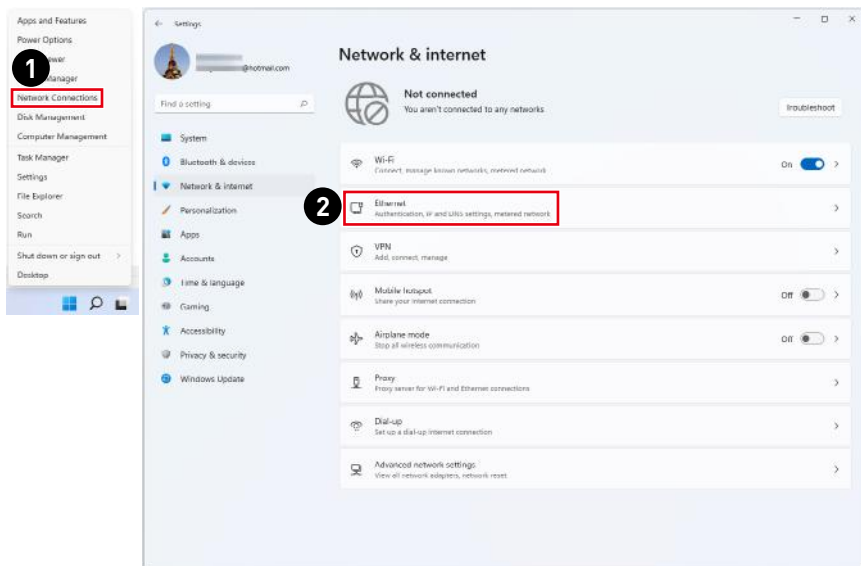 Apps and Features
Power Options
ewer
Manager
Network Connections
Disk Management
Computer Management
Task Manager
Settings
File Explorer
Search
Run
Shut down or sign out
Desktop
1
Settings
@hotmail.com
Find a setting
System
Bluetooth & devices
Network & internet
Personalization
Apps
Accounts
Time & language
Gaming
Accessibility
Privacy & security
Windows Update
Network & internet
Not connected
You aren't connected to any networks
Troubleshoot
Wi-Fi
Connect, manage known networks, metered network
On
2
Ethernet
Authentication, IP and DNS settings, metered network
VPN
Add, connect, manage
Mobile hotspot
Share your internet connection
Off
Airplane mode
Stop all wireless communication
Off
Proxy
Proxy server for Wi-Fi and Ethernet connections
Dial-up
Set up a dial-up internet connection
Advanced network settings
View all network adapters, network reset